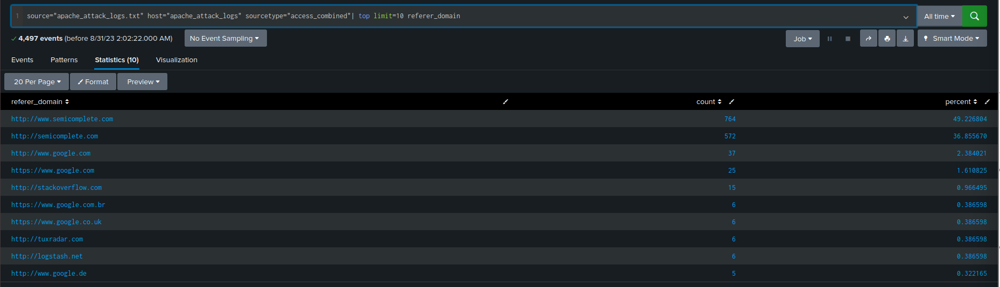 1 source="apache_attack_logs.txt" host="apache_attack_logs" sourcetype="access_combined"| top limit=10 referer_domain
All time
4,497 events (before 8/31/23 2:02:22.000 AM) No Event Sampling Job Smart Mode
Events Patterns Statistics (10) Visualization
20 Per Page Format Preview
referer_domain count percent
http://www.semicomplete.com 764 49.226804
http://semicomplete.com 572 36.855670
http://www.google.com 37 2.384021
https://www.google.com 25 1.610825
http://stackoverflow.com 15 0.966495
https://www.google.com.br 6 0.386598
https://www.google.co.uk 6 0.386598
http://tuxradar.com 6 0.386598
http://logstash.net 6 0.386598
http://www.google.de 5 0.322165